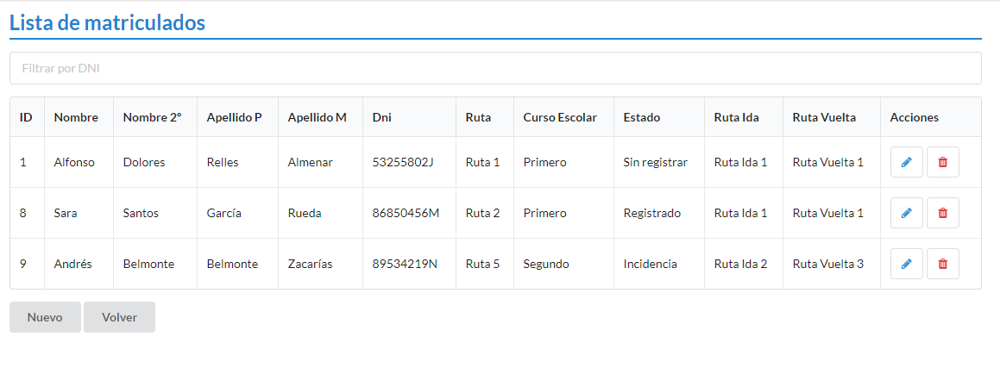 Lista de matriculados
Filtrar por DNI
ID Nombre Nombre 2º Apellido P Apellido M Dni Ruta Curso Escolar Estado Ruta Ida Ruta Vuelta Acciones
1 Alfonso Dolores Relles Almenar 53255802J Ruta 1 Primero Sin registrar Ruta Ida 1 Ruta Vuelta 1
8 Sara Santos García Rueda 86850456M Ruta 2 Primero Registrado Ruta Ida 1 Ruta Vuelta 1
9 Andrés Belmonte Belmonte Zacarías 89534219N Ruta 5 Segundo Incidencia Ruta Ida 2 Ruta Vuelta 3
Nuevo Volver